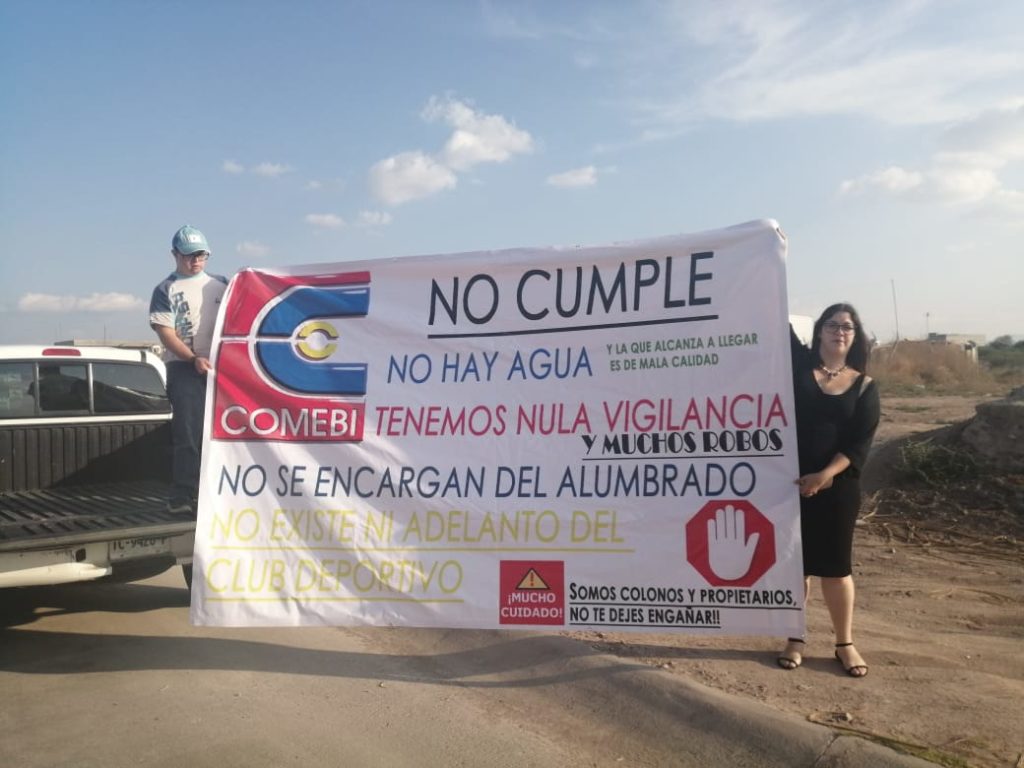 NO CUMPLE
NO HAY AGUA
Y LA QUE ALCANZA A LLEGAR
ES DE MALA CALIDAD
COMEBI
TENEMOS NULA VIGILANCIA
Y MUCHOS ROBOS
NO SE ENCARGAN DEL ALUMBRADO
NO EXISTE NI ADELANTO DEL
CLUB DEPORTIVO
¡MUCHO
CUIDADO!
SOMOS COLONOS Y PROPIETARIOS,
NO TE DEJES ENGAÑAR!!